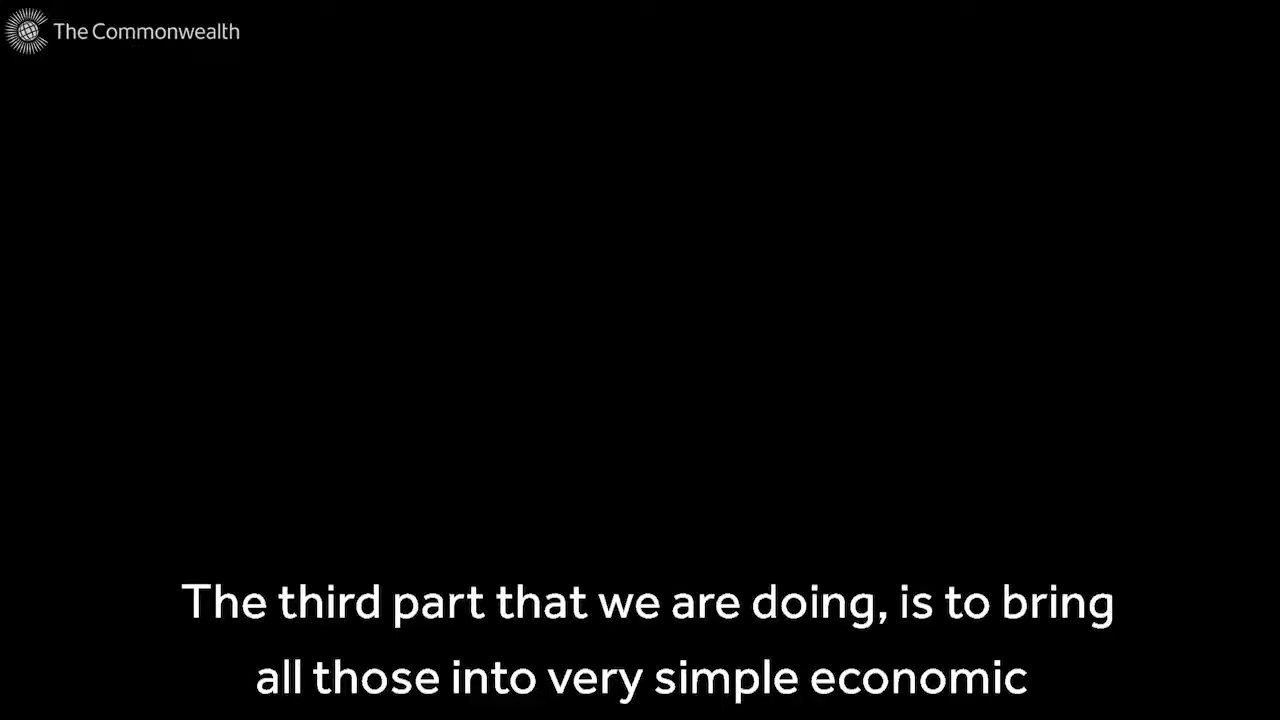 The Commonwealth
The third part that we are doing, is to bring
all those into very simple economic